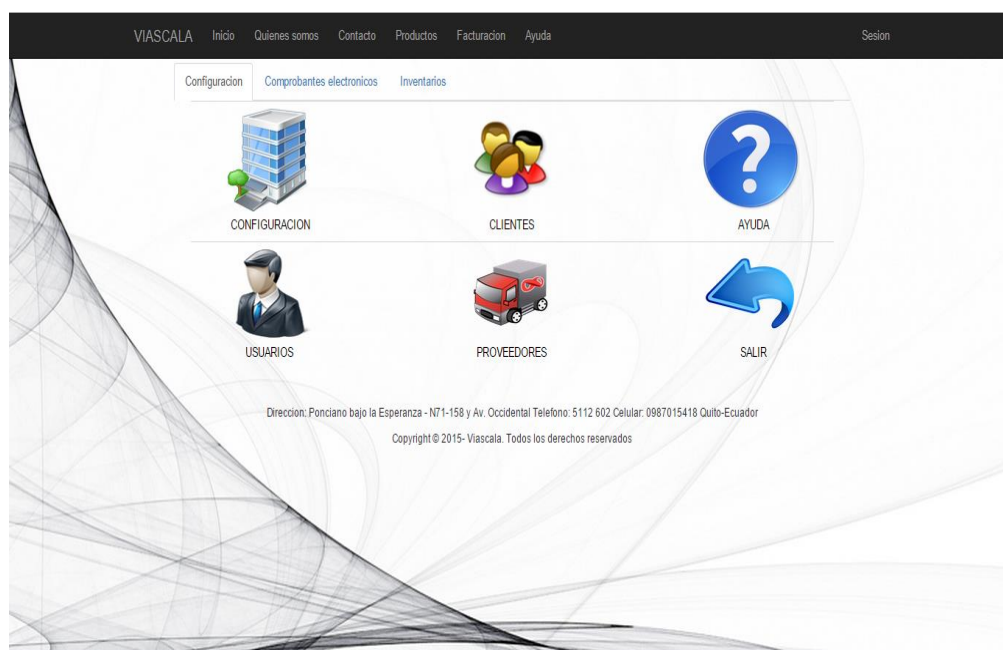 VIASCALA Inicio Quienes somos Contacto Productos Facturacion Ayuda Sesion
Configuracion Comprobantes electronicos Inventarios
CONFIGURACION CLIENTES AYUDA
USUARIOS PROVEEDORES SALIR
Direccion: Ponciano bajo la Esperanza - N71-158 y Av. Occidental Telefono: 5112 602 Celular: 0987015418 Quito-Ecuador
Copyright © 2015- Viascala. Todos los derechos reservados